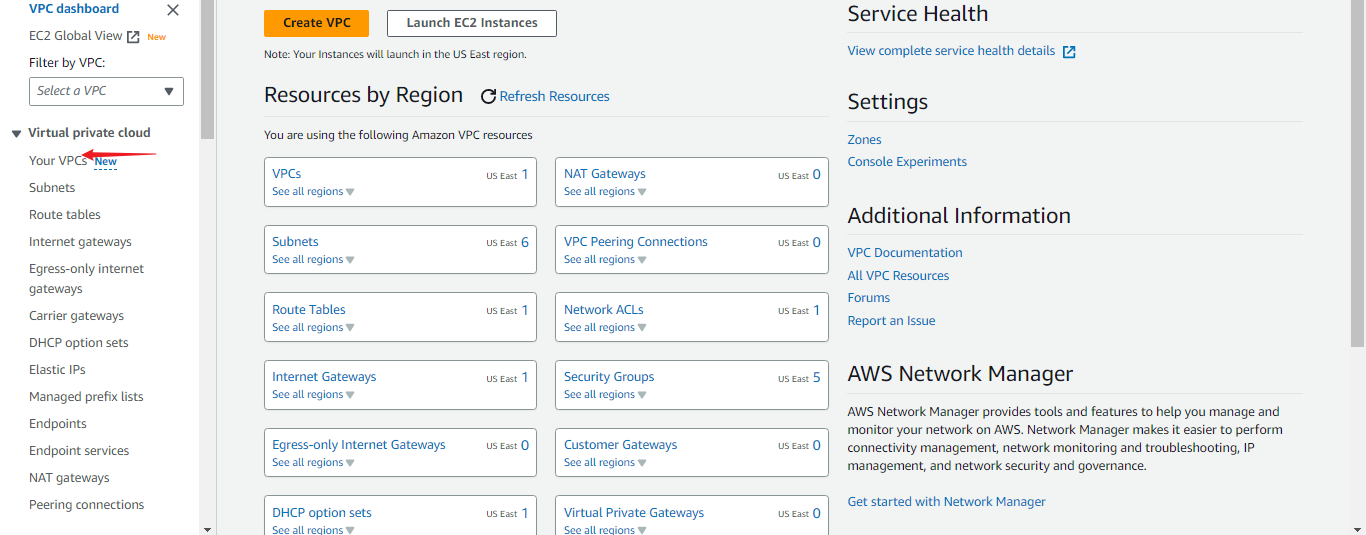 VPC dashboard
EC2 Global View New
Filter by VPC:
Select a VPC
Virtual private cloud
Your VPCs New
Subnets
Route tables
Internet gateways
Egress-only internet
gateways
Carrier gateways
DHCP option sets
Elastic IPs
Managed prefix lists
Endpoints
Endpoint services
NAT gateways
Peering connections
Create VPC
Launch EC2 Instances
Note: Your Instances will launch in the US East region.
Resources by Region
Refresh Resources
You are using the following Amazon VPC resources
VPCs
US East 1
See all regions
NAT Gateways
US East 0
See all regions
Subnets
US East 6
See all regions
VPC Peering Connections
US East 0
See all regions
Route Tables
US East 1
See all regions
Network ACLs
US East 1
See all regions
Internet Gateways
US East 1
See all regions
Security Groups
US East 5
See all regions
Egress-only Internet Gateways
US East 0
See all regions
Customer Gateways
US East 0
See all regions
DHCP option sets
US East 1
See all regions
Virtual Private Gateways
US East 0
See all regions
Service Health
View complete service health details
Settings
Zones
Console Experiments
Additional Information
VPC Documentation
All VPC Resources
Forums
Report an Issue
AWS Network Manager
AWS Network Manager provides tools and features to help you manage and
monitor your network on AWS. Network Manager makes it easier to perform
connectivity management, network monitoring and troubleshooting, IP
management, and network security and governance.
Get started with Network Manager